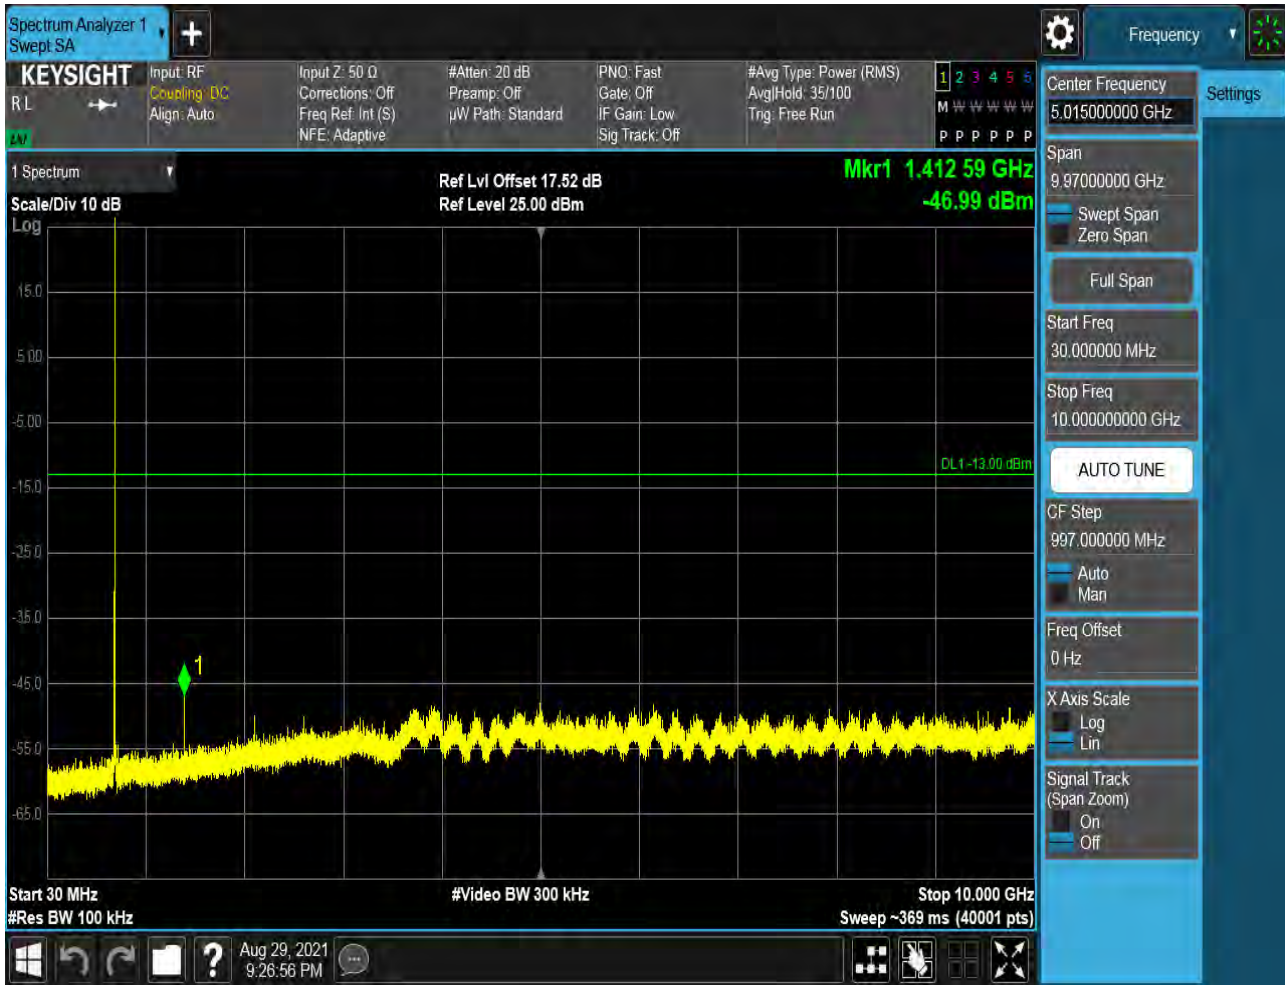 Spectrum Analyzer 1
Swept SA
+
Frequency
KEYSIGHT
R L
LXI
Input: RF
Coupling: DC
Align: Auto
Input Z: 50 Ω
Corrections: Off
Freq Ref: Int (S)
NFE: Adaptive
#Atten: 20 dB
Preamp: Off
µW Path: Standard
PNO: Fast
Gate: Off
IF Gain: Low
Sig Track: Off
#Avg Type: Power (RMS)
Avg|Hold: 35/100
Trig: Free Run
1 2 3 4 5 6
M W W W W W
P P P P P P
1 Spectrum
Scale/Div 10 dB
Log
Ref Lvl Offset 17.52 dB
Ref Level 25.00 dBm
Mkr1 1.412 59 GHz
-46.99 dBm
15.0
5.00
-5.00
-15.0
-25.0
-35.0
-45.0
-55.0
-65.0
DL1 -13.00 dBm
1
Start 30 MHz
#Res BW 100 kHz
#Video BW 300 kHz
Stop 10.000 GHz
Sweep ~369 ms (40001 pts)
Center Frequency
5.015000000 GHz
Settings
Span
9.97000000 GHz
Swept Span
Zero Span
Full Span
Start Freq
30.000000 MHz
Stop Freq
10.000000000 GHz
AUTO TUNE
CF Step
997.000000 MHz
Auto
Man
Freq Offset
0 Hz
X Axis Scale
Log
Lin
Signal Track
(Span Zoom)
On
Off
?
Aug 29, 2021
9:26:56 PM